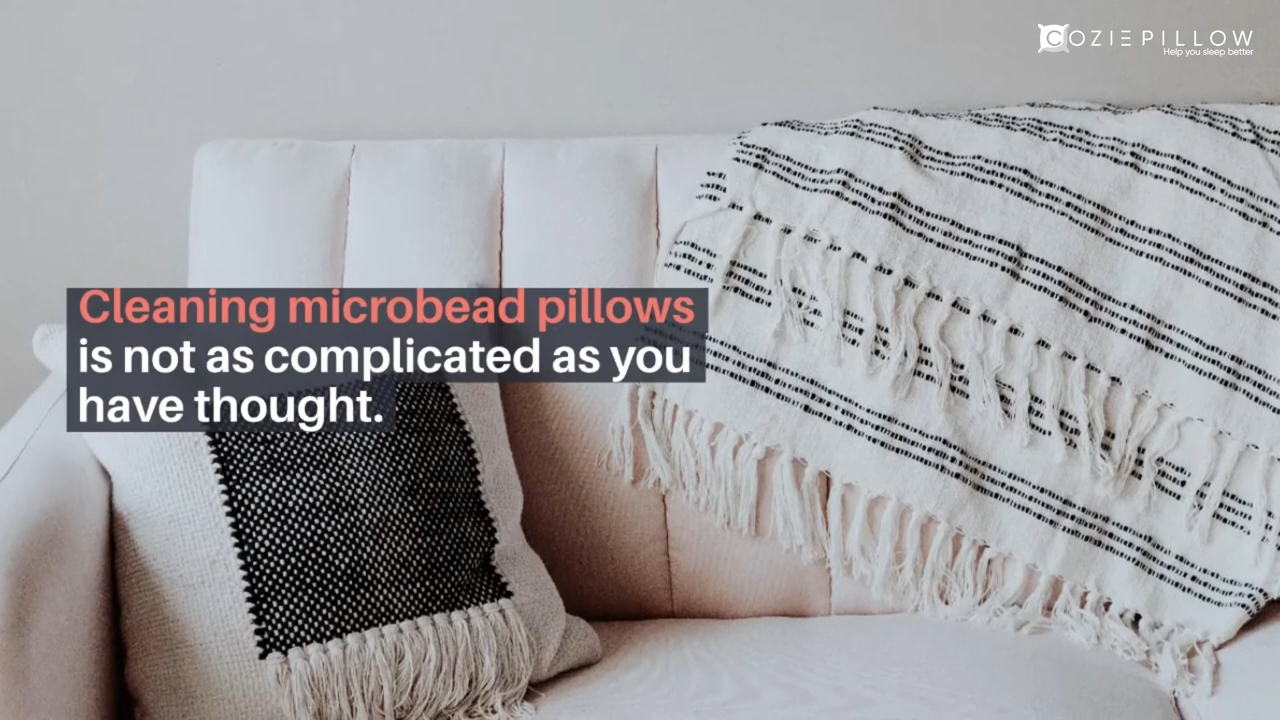 COZIE PILLOW
Help you sleep better
Cleaning microbead pillows
is not as complicated as you
have thought.